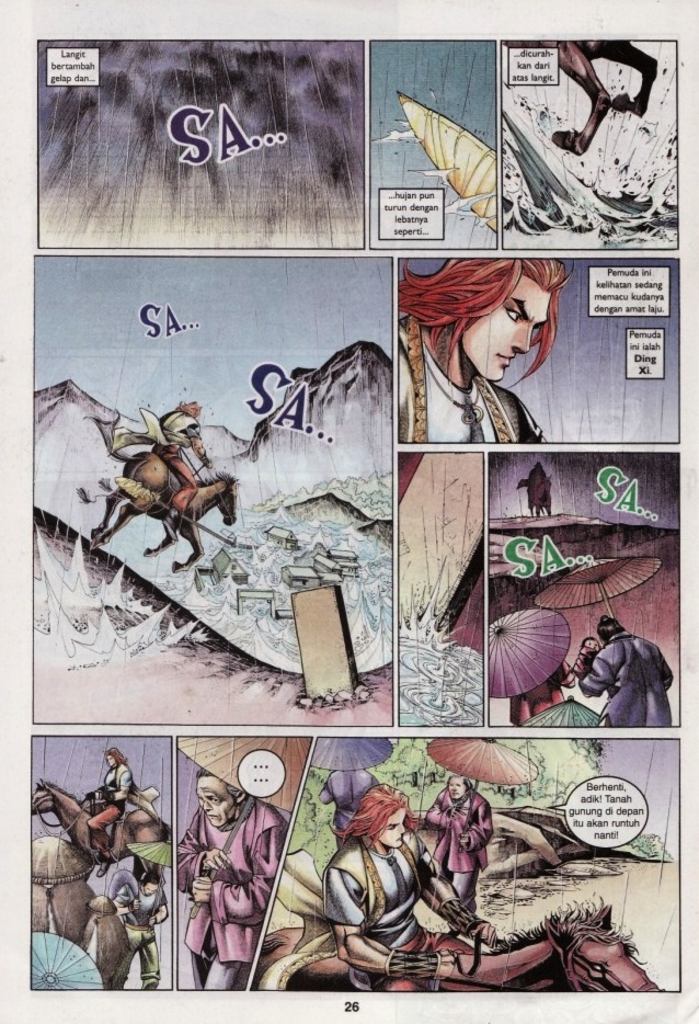 Langit
bertambah
gelap dan...
SA...
...hujan pun
turun dengan
lebatnya
seperti...
...dicurah-
kan dari
atas langit.
SA...
SA...
Pemuda ini
kelihatan sedang
memacu kudanya
dengan amat laju.
Pemuda
ini ialah
Ding
Xi.
SA...
SA...
...
...
Berhenti,
adik! Tanah
gunung di depan
itu akan runtuh
nanti!
26